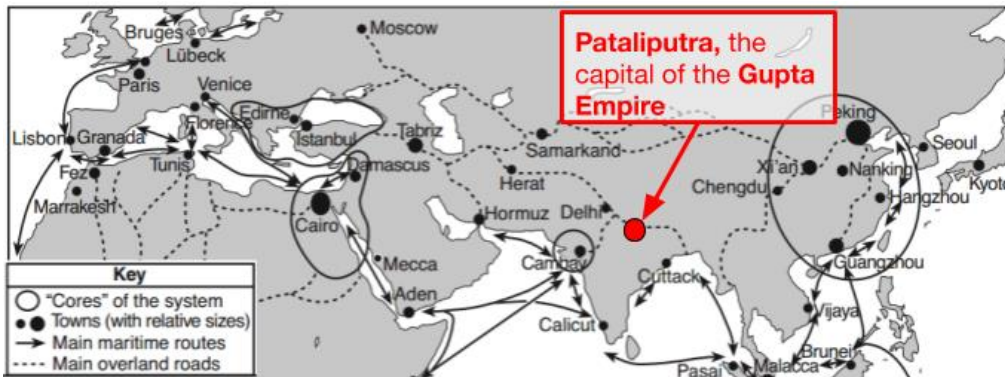 Bruges
Lübeck
Moscow
Paris
Venice
Florence
Edirne
Istanbul
Tabriz
Samarkand
Pataliputra, the
capital of the Gupta
Empire
Peking
Lisbon
Granada
Tunis
Damascus
Herat
Xi'an
Seoul
Fez
Chengdu
Nanking
Kyoto
Marrakesh
Cairo
Hormuz
Delhi
Hangzhou
Mecca
Cambay
Cuttack
Guangzhou
Aden
Calicut
Vijaya
Pasai
Malacca
Brunei
Key
"Cores" of the system
Towns (with relative sizes)
Main maritime routes
Main overland roads